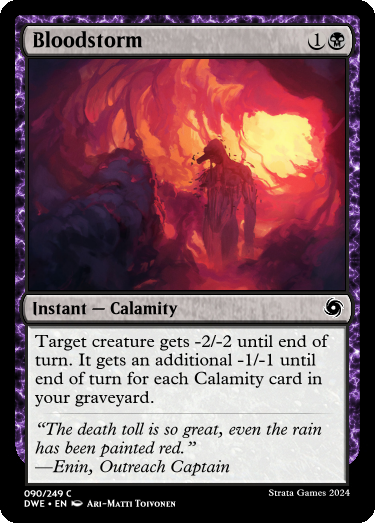 Bloodstorm 1
Instant — Calamity
Target creature gets -2/-2 until end of
turn. It gets an additional -1/-1 until
end of turn for each Calamity card in
your graveyard.
“The death toll is so great, even the rain
has been painted red.”
—Enin, Outreach Captain
090/249 C
Strata Games 2024
DWE • EN Ari-Matti Toivonen